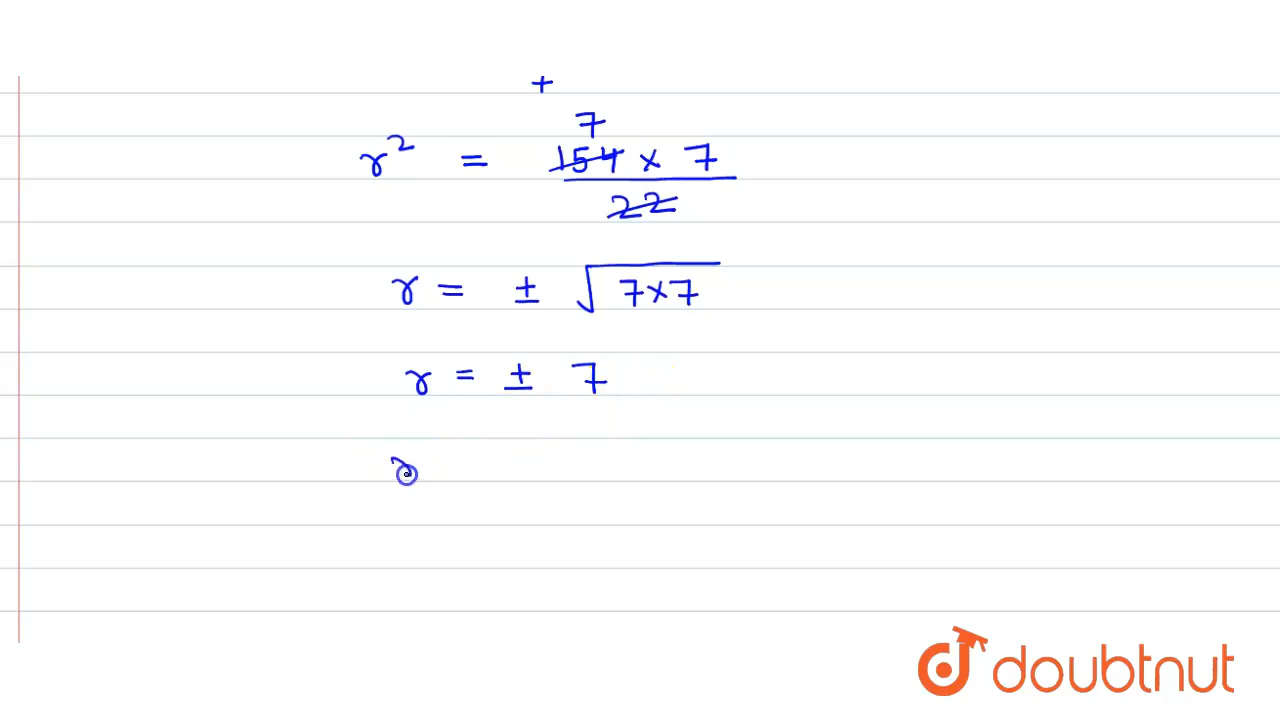 +
7
r² = 154 × 7
22
r = ± √7×7
r = ± 7
doubtnut